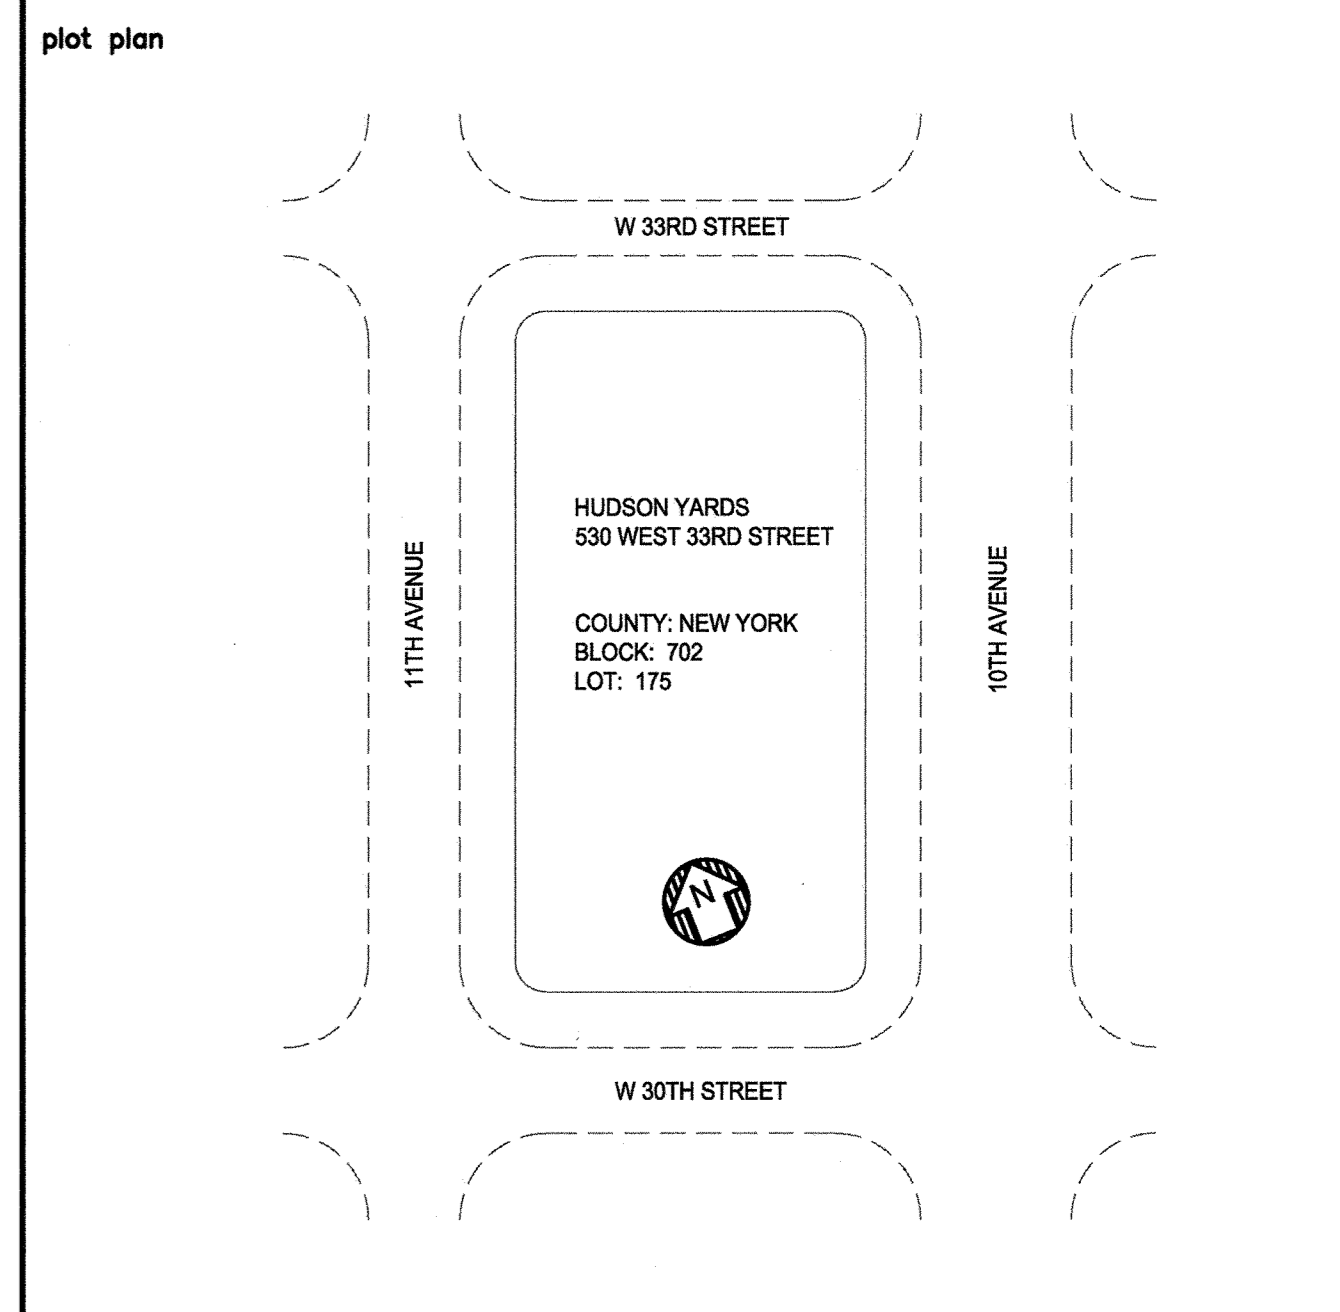 plot plan
W 33RD STREET
HUDSON YARDS
530 WEST 33RD STREET
11TH AVENUE
10TH AVENUE
COUNTY: NEW YORK
BLOCK: 702
LOT: 175
N
W 30TH STREET